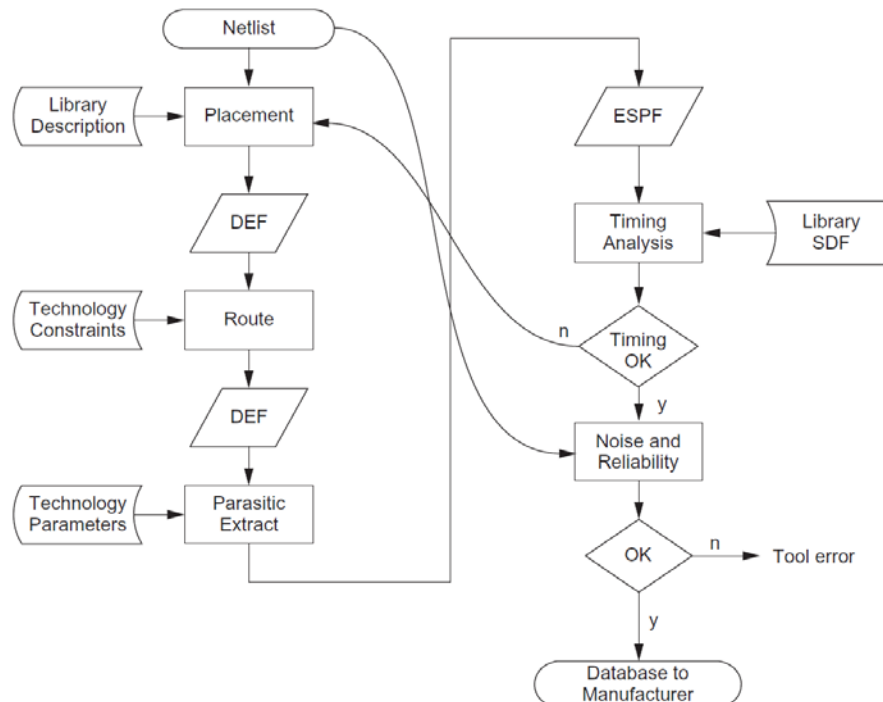 Netlist
Library
Description
Placement
DEF
Technology
Constraints
Route
DEF
Technology
Parameters
Parasitic
Extract
ESPF
Timing
Analysis
Library
SDF
n
Timing
OK
y
Noise and
Reliability
OK
n
Tool error
y
Database to
Manufacturer